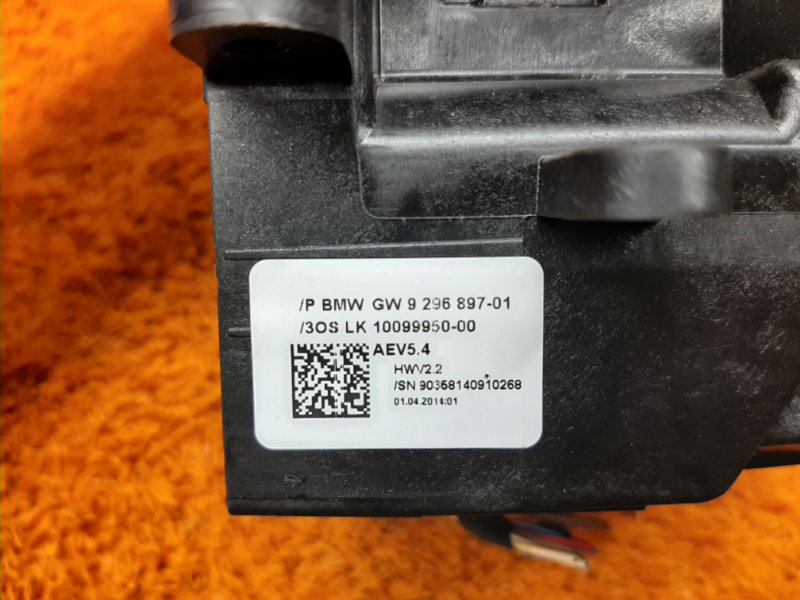 /P BMW GW 9 296 897-01
/3OS LK 10099950-00
AEV5.4
HWV2.2
/SN 90358140910268
01.04.2014:01